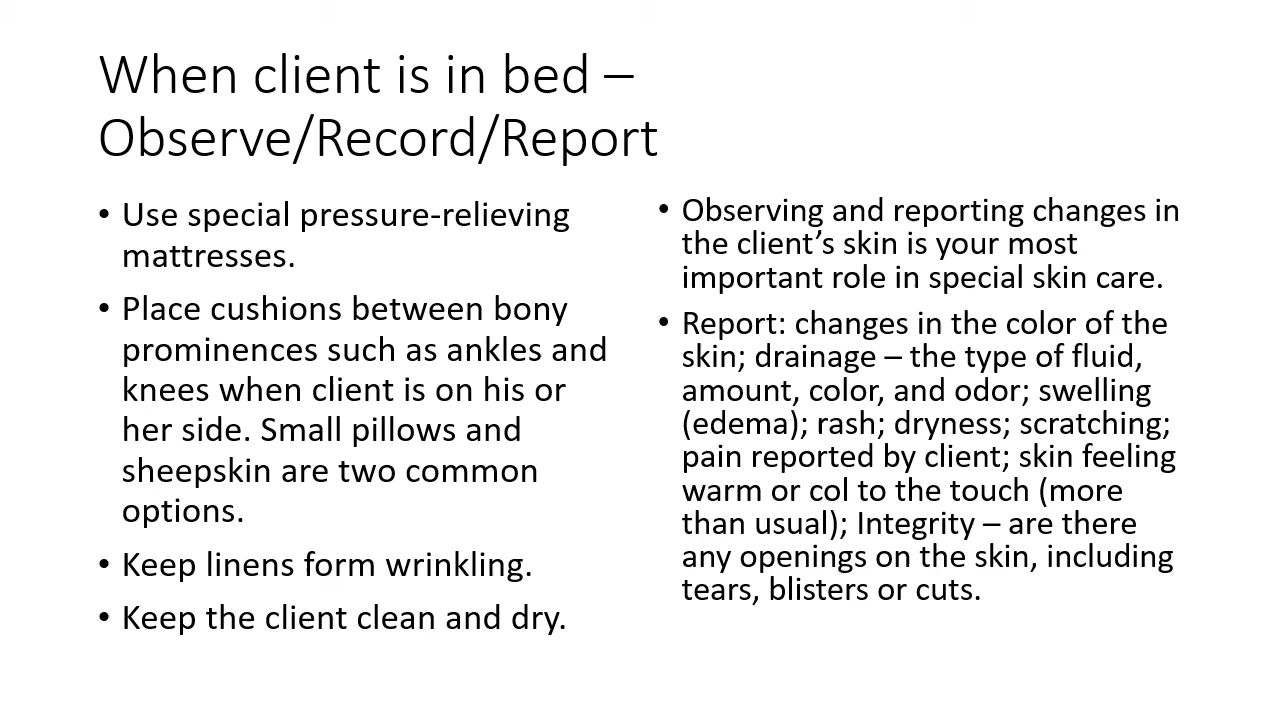 When client is in bed –
Observe/Record/Report
• Use special pressure-relieving
mattresses.
• Place cushions between bony
prominences such as ankles and
knees when client is on his or
her side. Small pillows and
sheepskin are two common
options.
• Keep linens form wrinkling.
• Keep the client clean and dry.
• Observing and reporting changes in
the client’s skin is your most
important role in special skin care.
• Report: changes in the color of the
skin; drainage – the type of fluid,
amount, color, and odor; swelling
(edema); rash; dryness; scratching;
pain reported by client; skin feeling
warm or col to the touch (more
than usual); Integrity – are there
any openings on the skin, including
tears, blisters or cuts.